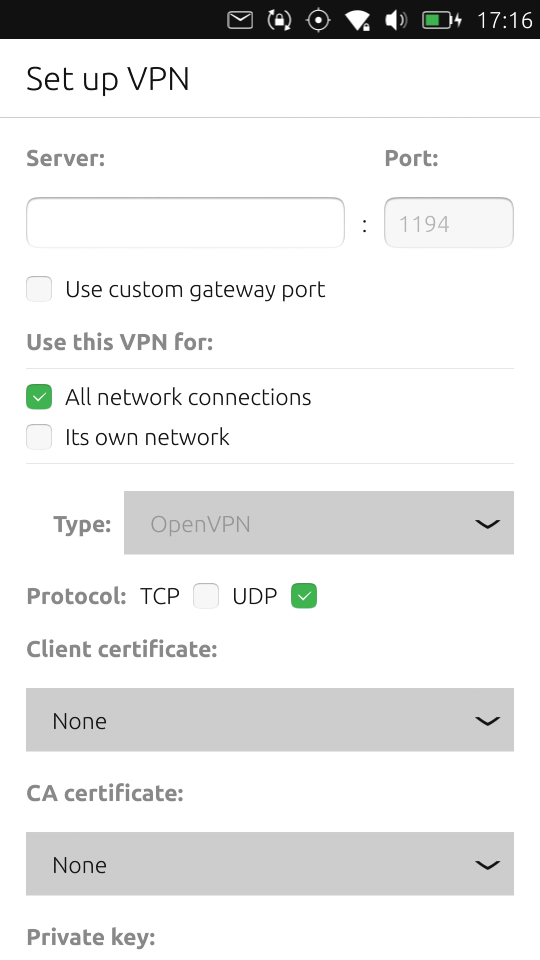 17:16
Set up VPN
Server: Port:
: 1194
Use custom gateway port
Use this VPN for:
All network connections
Its own network
Type: OpenVPN
Protocol: TCP UDP
Client certificate:
None
CA certificate:
None
Private key: